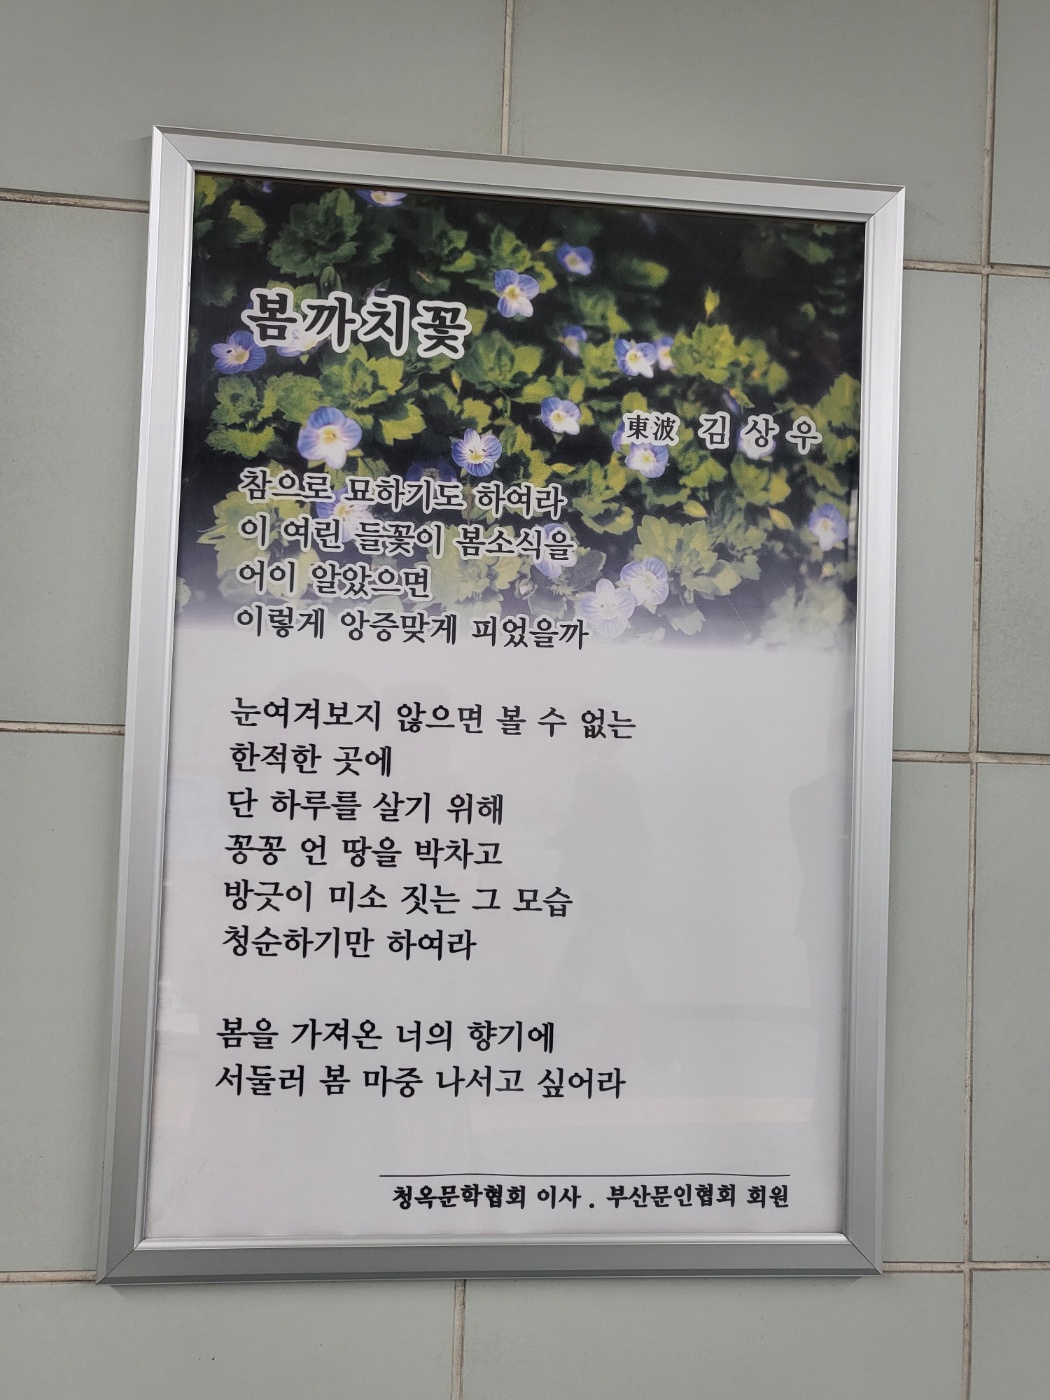 봄까치꽃
東波 김상우
참으로 묘하기도 하여라
이 여린 들꽃이 봄소식을
어이 알았으면
이렇게 앙증맞게 피었을까
눈여겨보지 않으면 볼 수 없는
한적한 곳에
단 하루를 살기 위해
꽁꽁 언 땅을 박차고
방긋이 미소 짓는 그 모습
청순하기만 하여라
봄을 가져온 너의 향기에
서둘러 봄 마중 나서고 싶어라
청옥문학협회 이사 . 부산문인협회 회원